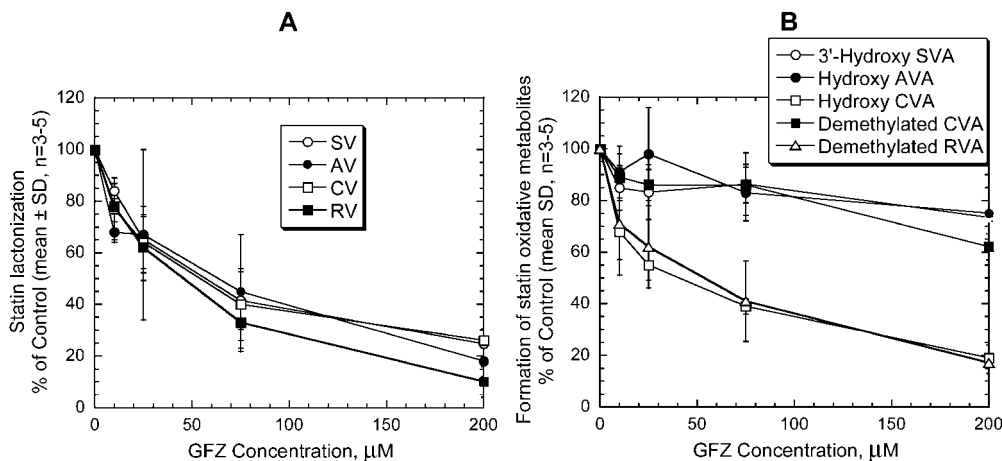 A
Statin lactonization
% of Control (mean ± SD, n=3-5)
120
100
80
60
40
20
0
SV
AV
CV
RV
0
50
100
150
200
GFZ Concentration, μM
B
Formation of statin oxidative metabolites
% of Control (mean SD, n=3-5)
120
100
80
60
40
20
0
3'-Hydroxy SVA
Hydroxy AVA
Hydroxy CVA
Demethylated CVA
Demethylated RVA
0
50
100
150
200
GFZ Concentration, μM